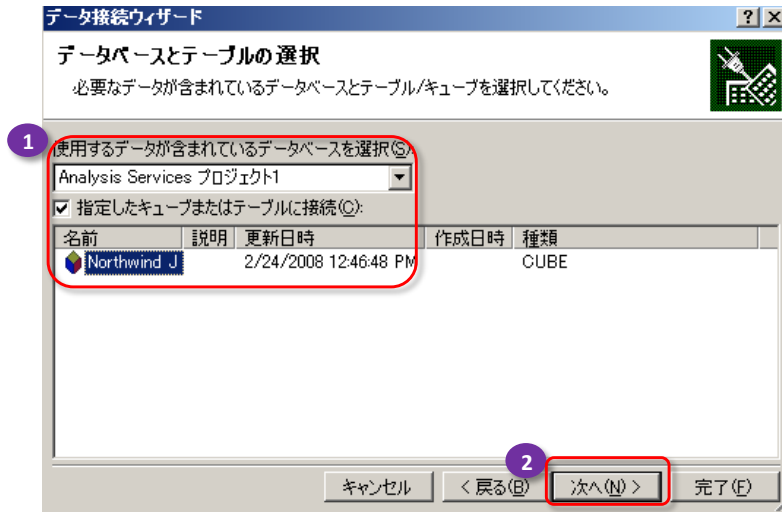 データ接続ウィザード
データベースとテーブルの選択
必要なデータが含まれているデータベースとテーブル/キューブを選択してください。
1
使用するデータが含まれているデータベースを選択(S):
Analysis Services プロジェクト1
指定したキューブまたはテーブルに接続(C):
名前 説明 更新日時 作成日時 種類
Northwind J 2/24/2008 12:46:48 PM CUBE
2
キャンセル < 戻る(B) 次へ(N) > 完了(F)